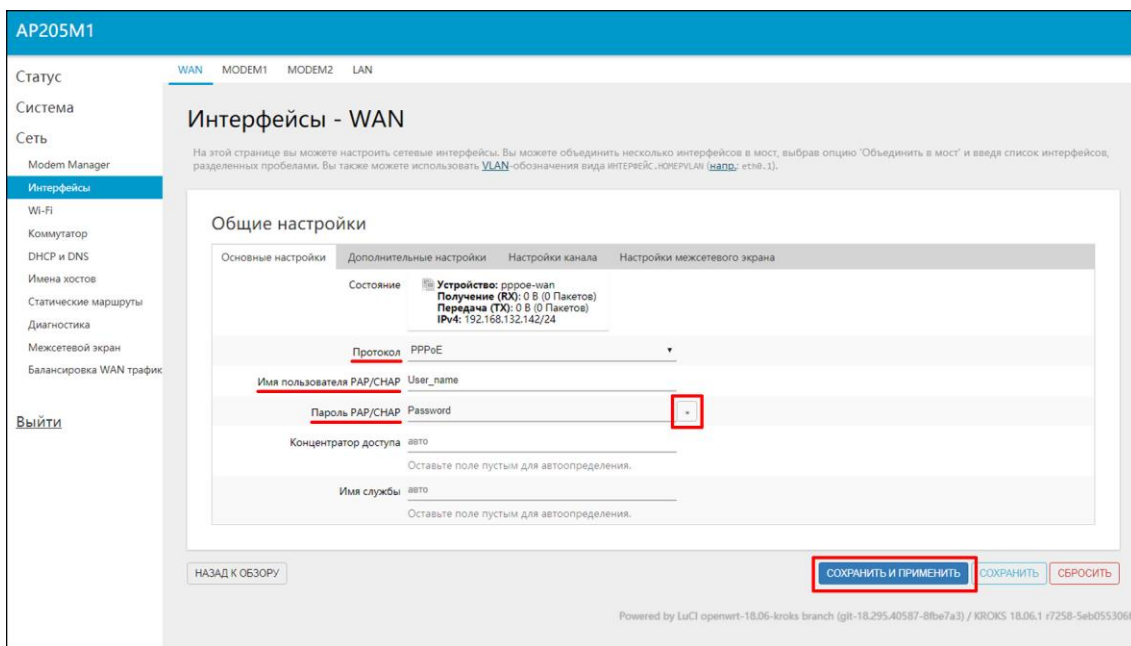 AP205M1
WAN MODEM1 MODEM2 LAN
Статус
Система
Сеть
Modem Manager
Интерфейсы
Wi-Fi
Коммутатор
DHCP и DNS
Имена хостов
Статические маршруты
Диагностика
Межсетевой экран
Балансировка WAN трафик
Выйти
Интерфейсы - WAN
На этой странице вы можете настроить сетевые интерфейсы. Вы можете объединить несколько интерфейсов в мост, выбрав опцию 'Объединить в мост' и введя список интерфейсов,
разделенных пробелами. Вы также можете использовать VLAN-обозначения вида ИНТЕРФЕЙС.НОМЕРVLAN (напр.: eth0.1).
Общие настройки
Основные настройки Дополнительные настройки Настройки канала Настройки межсетевого экрана
Состояние
Устройство: pppoe-wan
Получение (RX): 0 B (0 Пакетов)
Передача (TX): 0 B (0 Пакетов)
IPv4: 192.168.132.142/24
Протокол PPPoE
Имя пользователя PAP/CHAP User_name
Пароль PAP/CHAP Password *
Концентратор доступа авто
Оставьте поле пустым для автоопределения.
Имя службы авто
Оставьте поле пустым для автоопределения.
НАЗАД К ОБЗОРУ СОХРАНИТЬ И ПРИМЕНИТЬ СОХРАНИТЬ СБРОСИТЬ
Powered by LuCI openwrt-18.06-kroks branch (git-18.295.40587-8fbe7a3) / KROKS 18.06.1 r7258-5eb055306